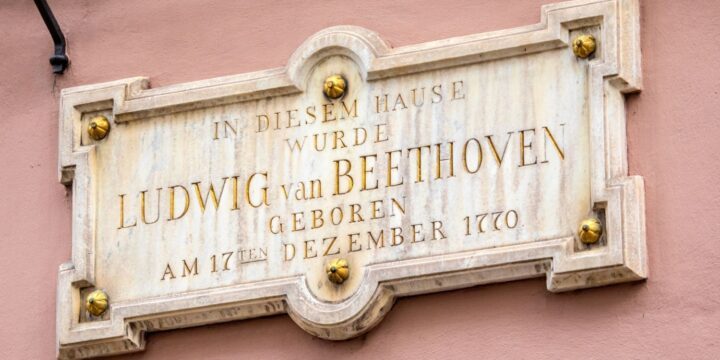 IN DIESEM HAUSE
WURDE
LUDWIG van BEETHOVEN
GEBOREN
AM 17TEN DEZEMBER 1770